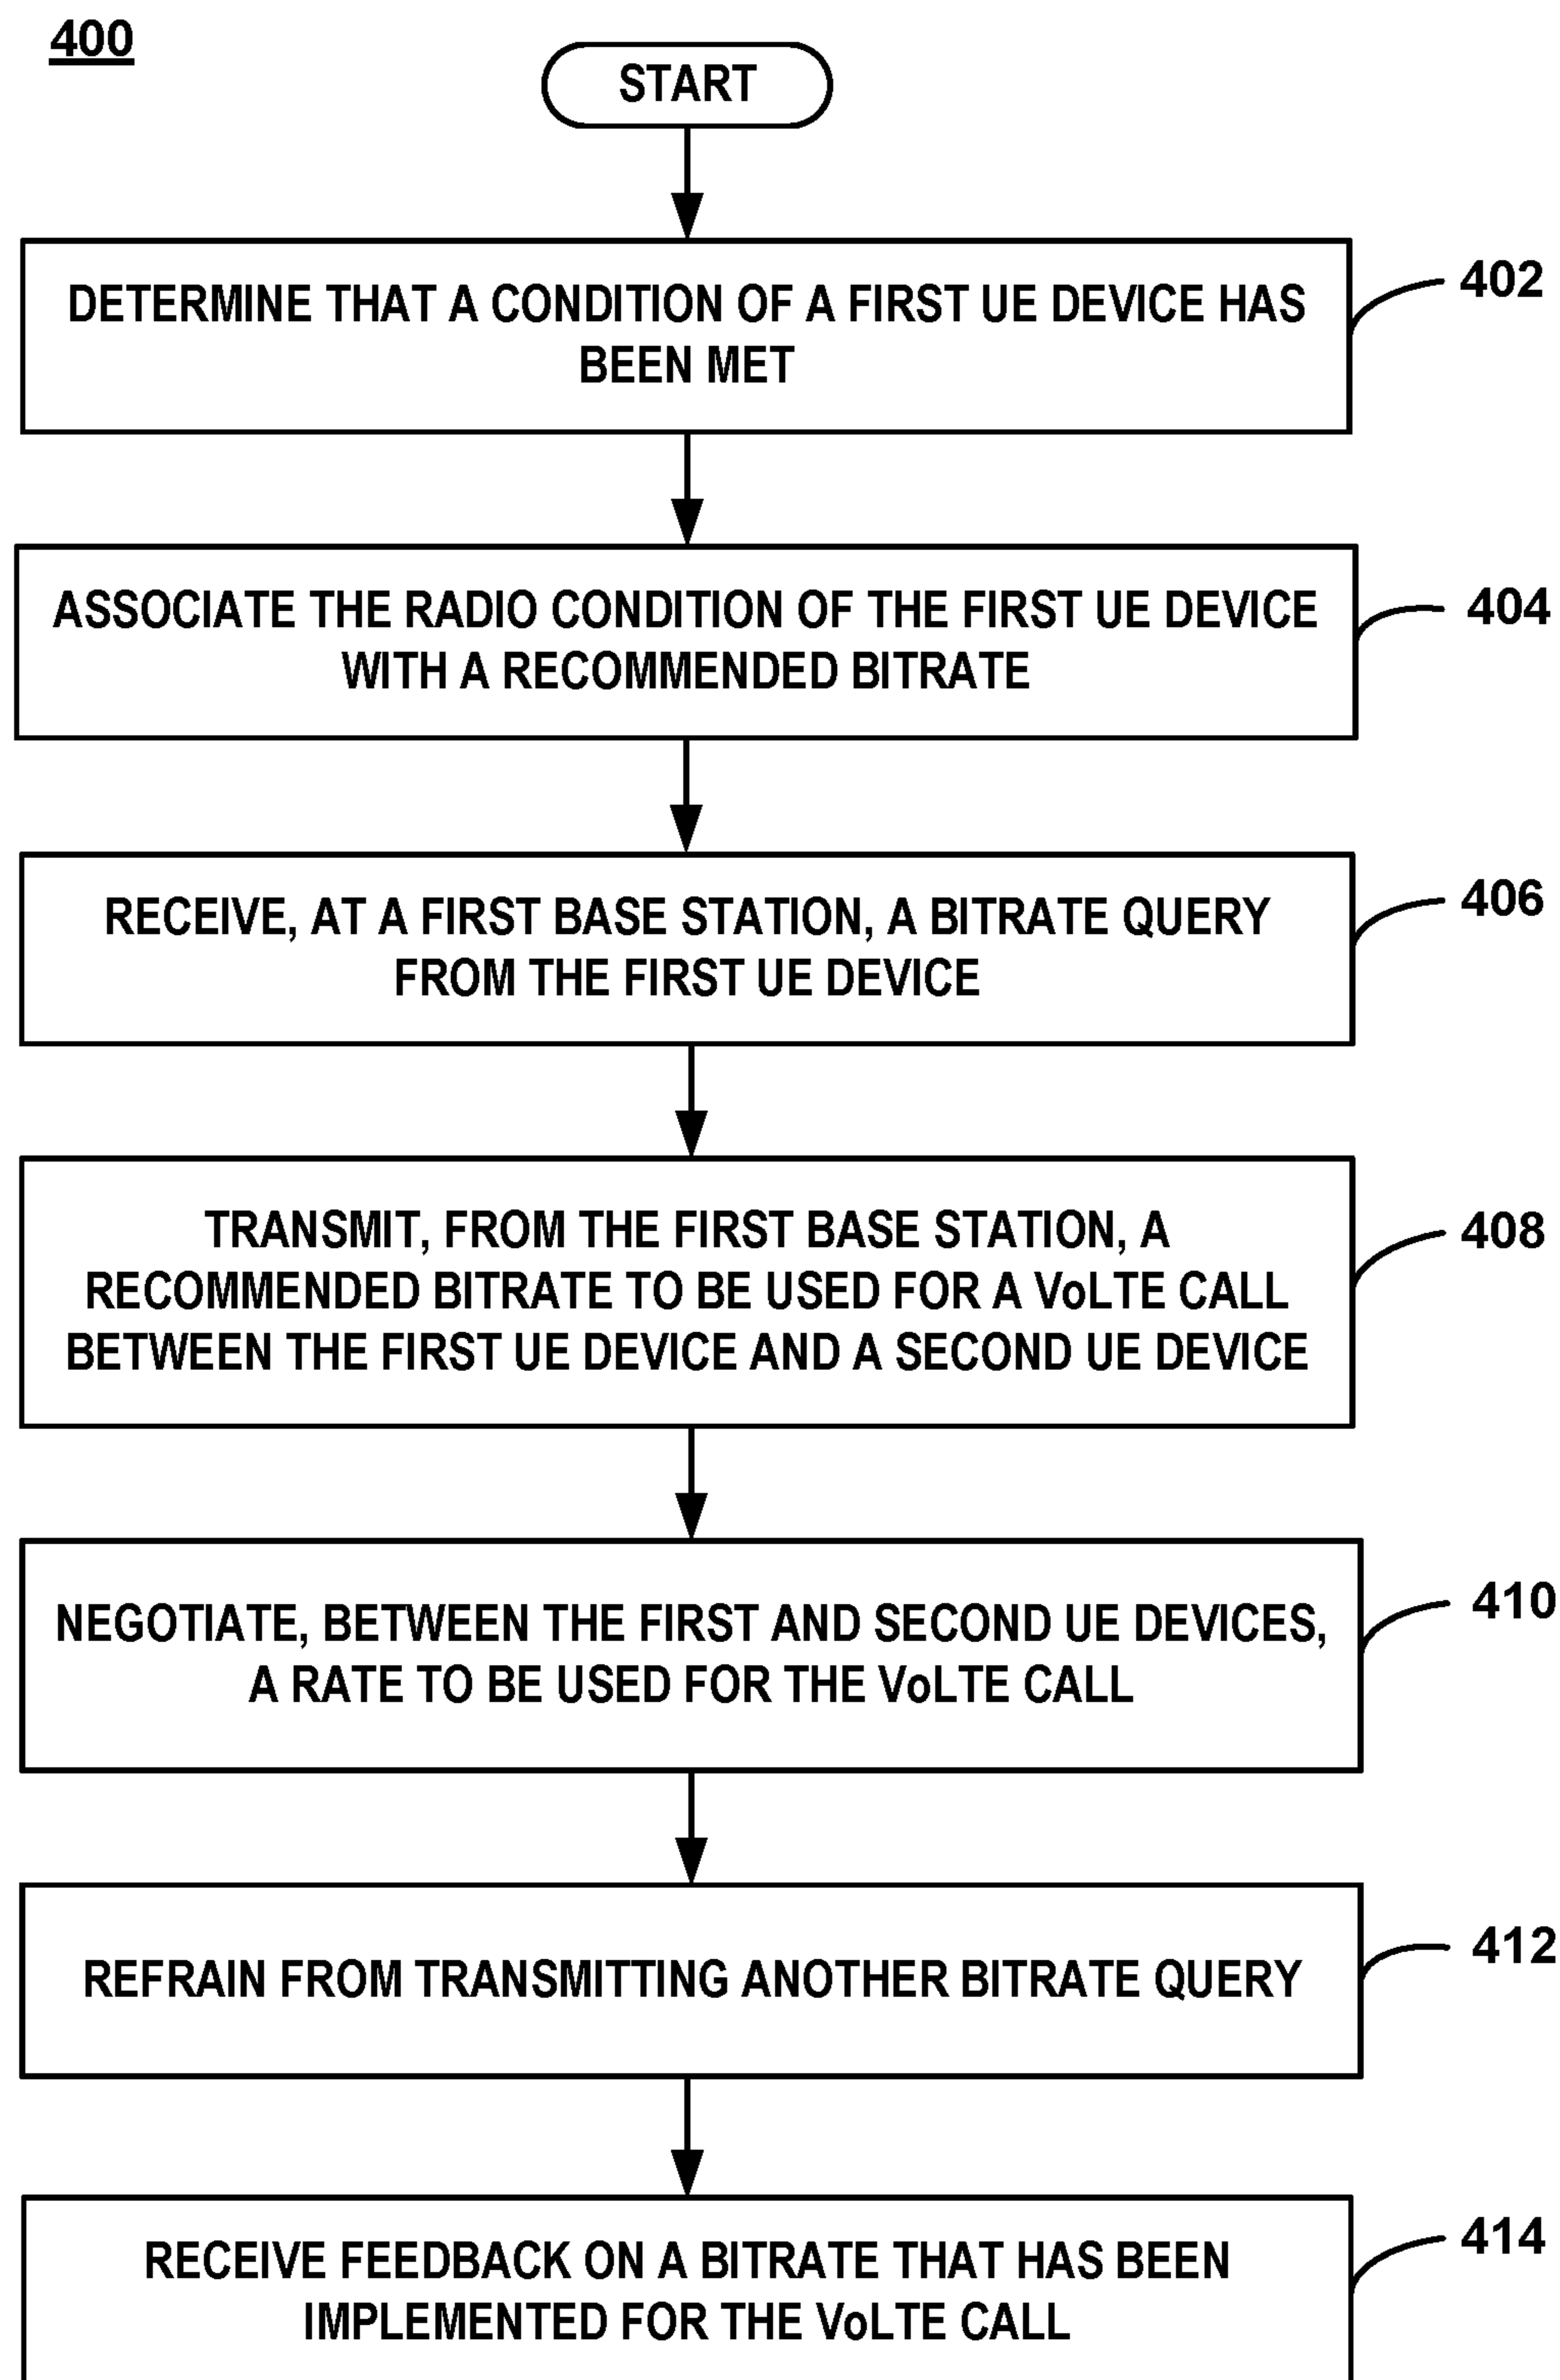 400
START
DETERMINE THAT A CONDITION OF A FIRST UE DEVICE HAS
BEEN MET
402
ASSOCIATE THE RADIO CONDITION OF THE FIRST UE DEVICE
WITH A RECOMMENDED BITRATE
404
RECEIVE, AT A FIRST BASE STATION, A BITRATE QUERY
FROM THE FIRST UE DEVICE
406
TRANSMIT, FROM THE FIRST BASE STATION, A
RECOMMENDED BITRATE TO BE USED FOR A VoLTE CALL
BETWEEN THE FIRST UE DEVICE AND A SECOND UE DEVICE
408
NEGOTIATE, BETWEEN THE FIRST AND SECOND UE DEVICES,
A RATE TO BE USED FOR THE VoLTE CALL
410
REFRAIN FROM TRANSMITTING ANOTHER BITRATE QUERY
412
RECEIVE FEEDBACK ON A BITRATE THAT HAS BEEN
IMPLEMENTED FOR THE VoLTE CALL
414